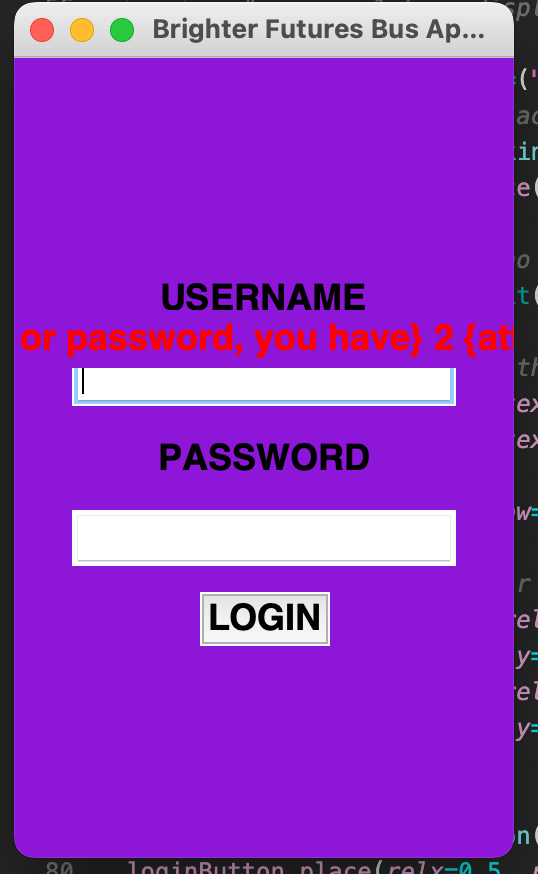 Brighter Futures Bus Ap...
USERNAME
or password, you have} 2 {at
PASSWORD
LOGIN
80 loginButton.place(relx=0.5